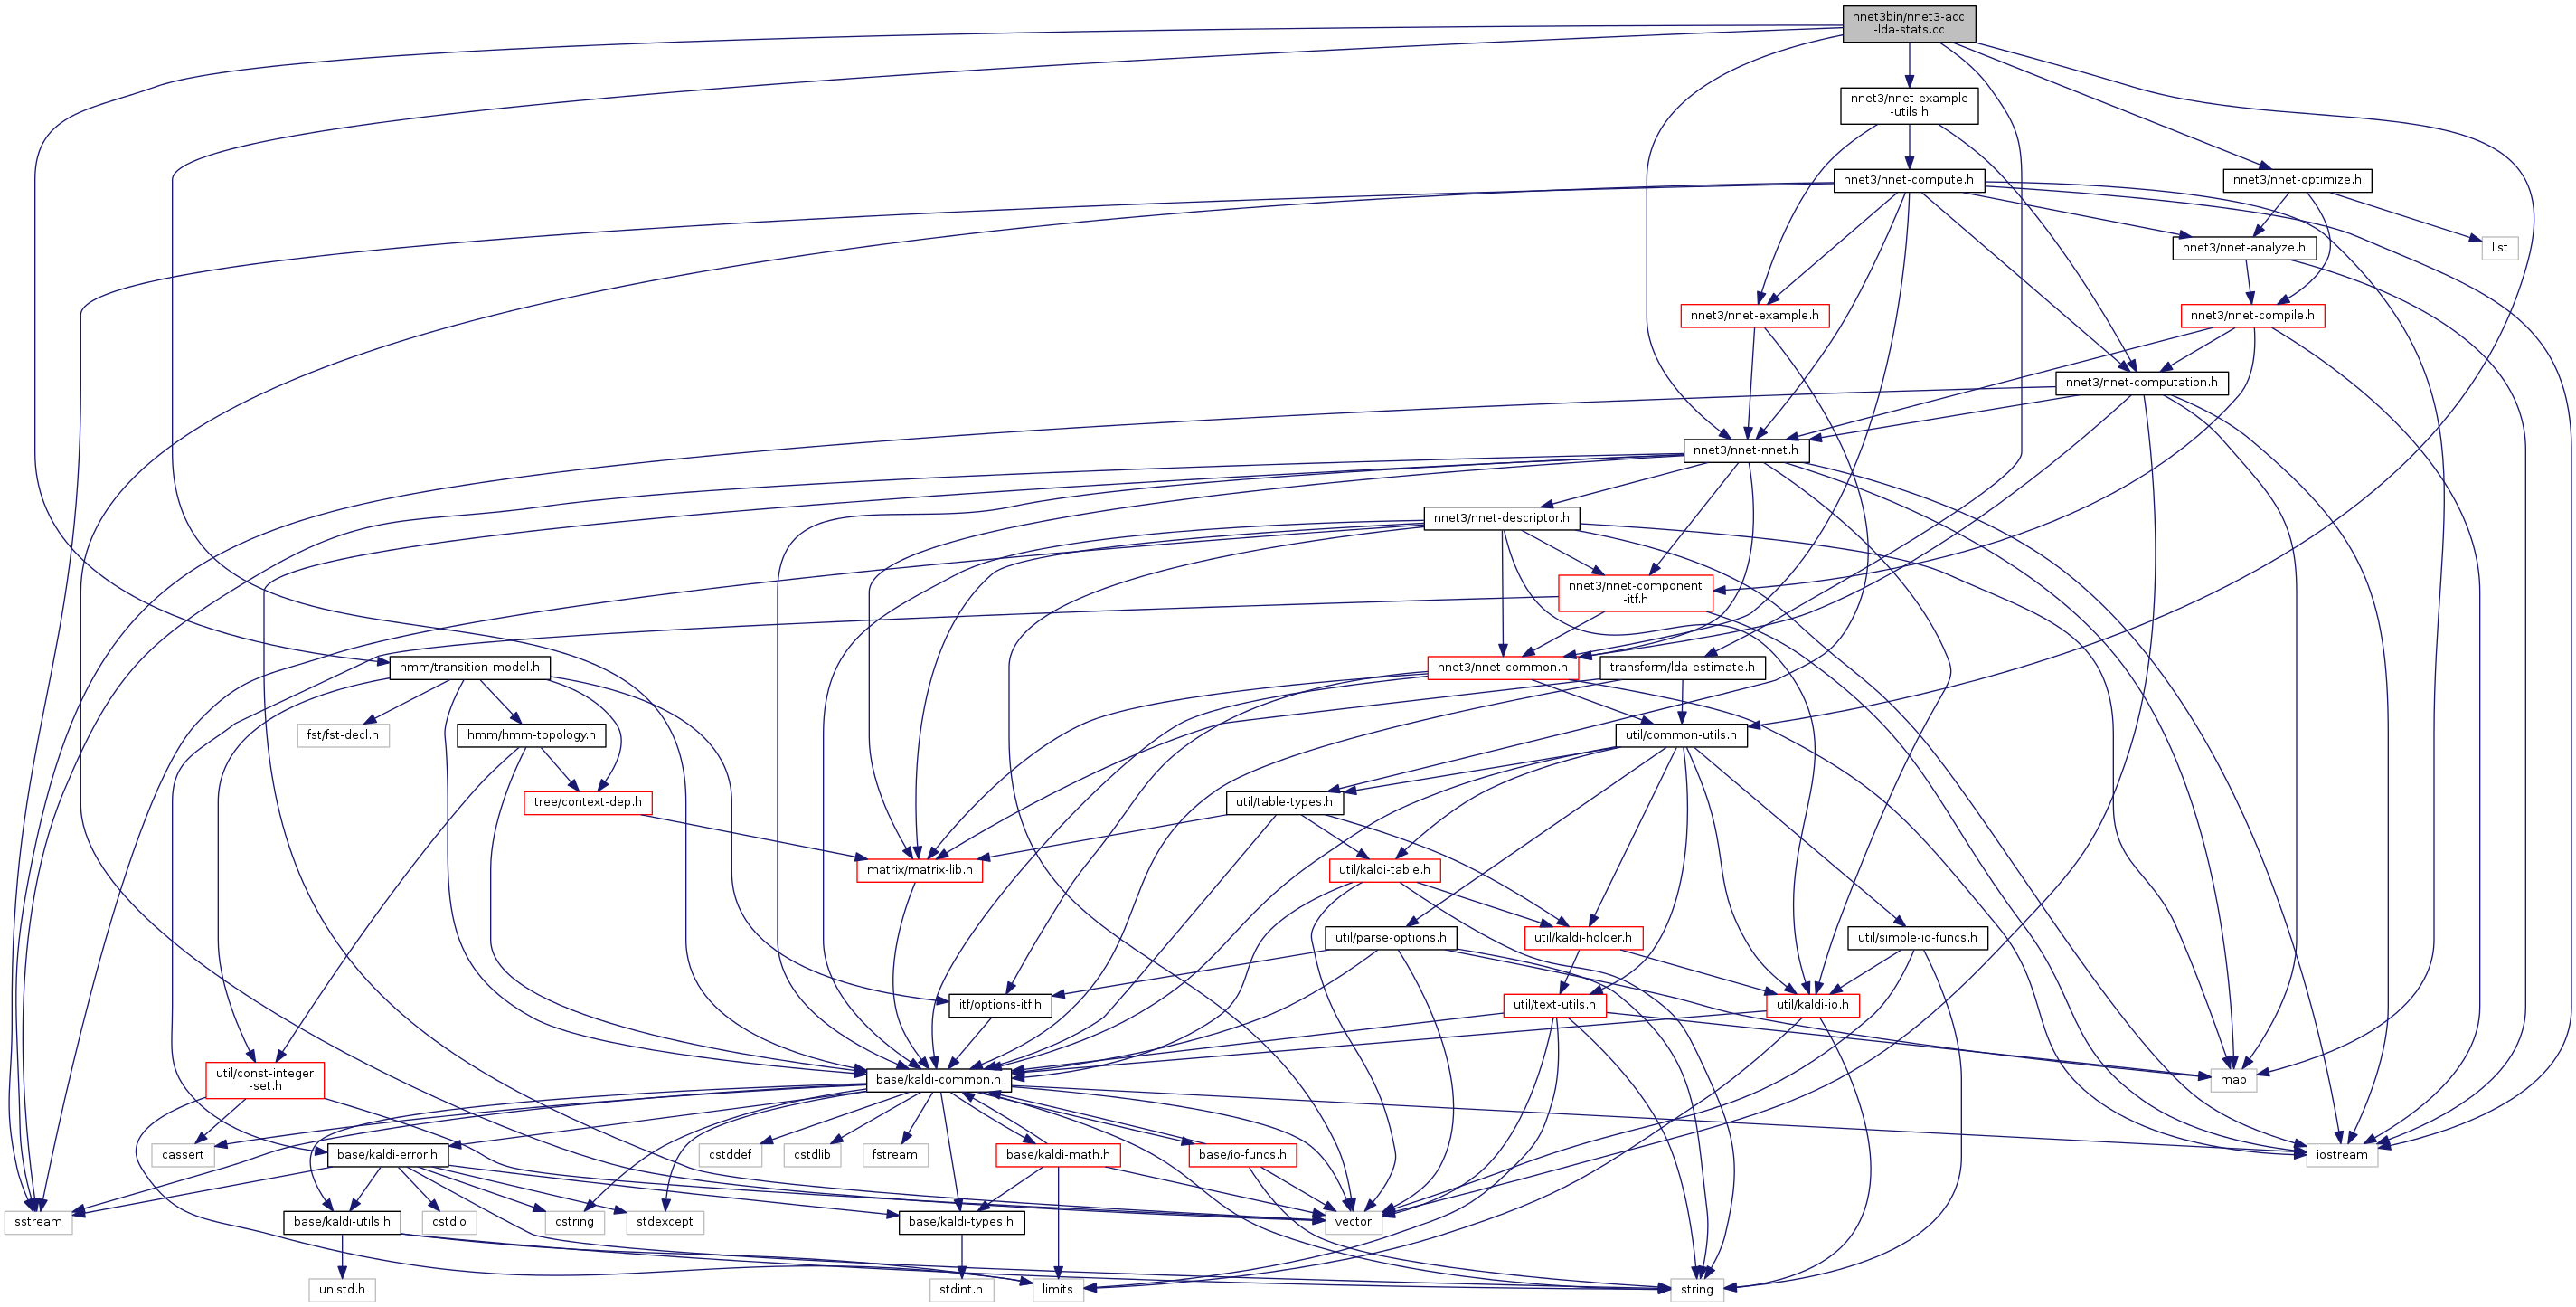 nnet3bin/nnet3-acc
-lda-stats.cc
nnet3/nnet-example
-utils.h
nnet3/nnet-compute.h
nnet3/nnet-optimize.h
nnet3/nnet-analyze.h
list
nnet3/nnet-example.h
nnet3/nnet-compile.h
nnet3/nnet-computation.h
nnet3/nnet-nnet.h
nnet3/nnet-descriptor.h
nnet3/nnet-component
-itf.h
hmm/transition-model.h
nnet3/nnet-common.h
transform/lda-estimate.h
fst/fst-decl.h
hmm/hmm-topology.h
util/common-utils.h
tree/context-dep.h
util/table-types.h
matrix/matrix-lib.h
util/kaldi-table.h
util/parse-options.h
util/kaldi-holder.h
util/simple-io-funcs.h
itf/options-itf.h
util/text-utils.h
util/kaldi-io.h
util/const-integer
-set.h
base/kaldi-common.h
map
cassert
base/kaldi-error.h
cstddef
cstdlib
fstream
base/kaldi-math.h
base/io-funcs.h
iostream
sstream
base/kaldi-utils.h
cstdio
cstring
stdexcept
base/kaldi-types.h
vector
unistd.h
stdint.h
limits
string